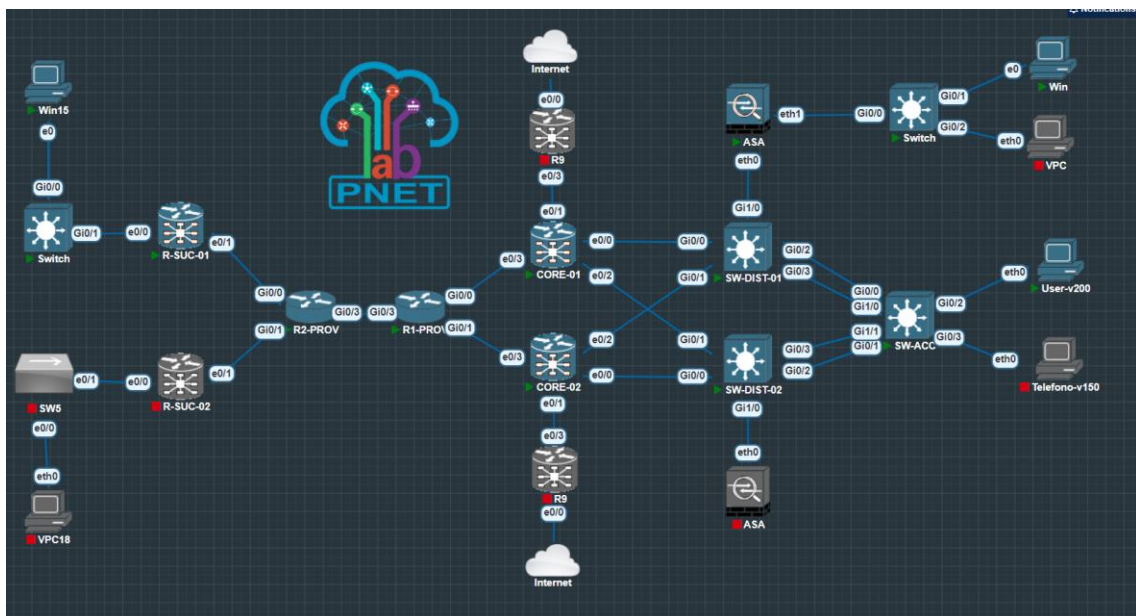 Notifications
Internet
Win15
e0
Gi0/0
Switch
Gi0/1
e0/0
R-SUC-01
e0/1
Gi0/0
Gi0/1
R2-PROV
Gi0/3
Gi0/3
Gi0/0
Gi0/1
SW5
e0/1
e0/0
R-SUC-02
e0/1
e0/0
eth0
VPC18
lab
PNET
e0/0
R9
e0/3
e0/1
e0/3
CORE-01
e0/0
e0/2
e0/3
CORE-02
e0/2
e0/0
e0/1
e0/3
R9
e0/0
Internet
ASA
eth1
eth0
Gi1/0
Gi0/0
Gi0/1
SW-DIST-01
Gi0/2
Gi0/3
Gi0/1
Gi0/0
SW-DIST-02
Gi0/3
Gi0/2
Gi1/0
eth0
ASA
Gi0/0
Switch
Gi0/1
Gi0/2
e0
Win
eth0
VPC
Gi0/0
Gi1/0
Gi1/1
Gi0/1
SW-ACC
Gi0/2
Gi0/3
eth0
User-v200
eth0
Telefono-v150